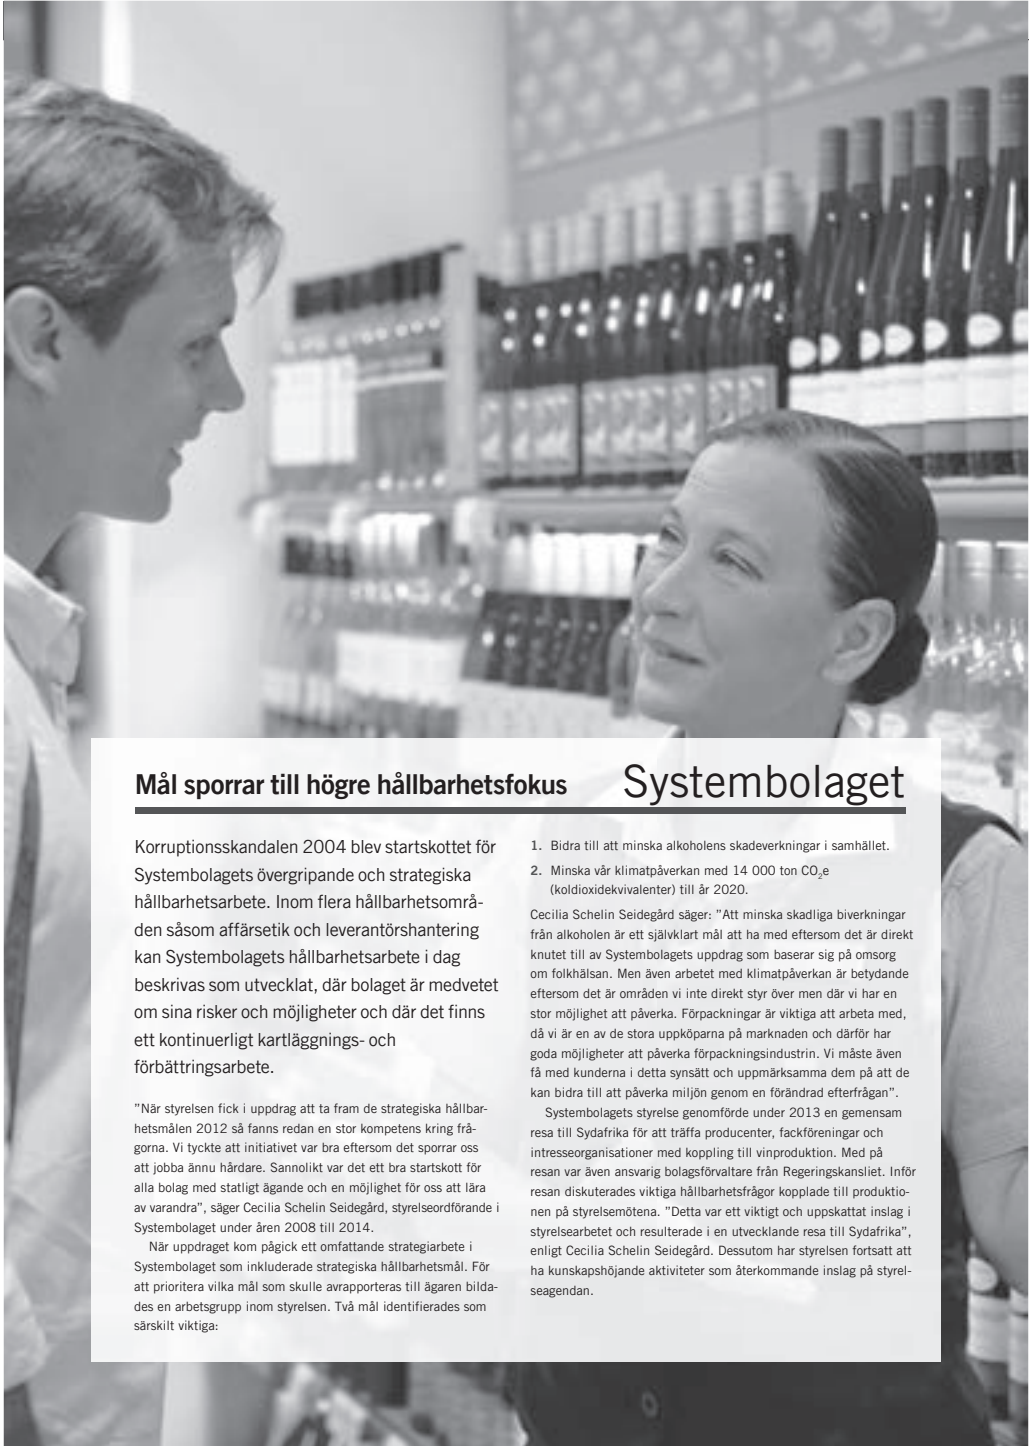 Mål sporrar till högre hållbarhetsfokus
Systembolaget
Korruptionsskandalen 2004 blev startskottet för
Systembolagets övergripande och strategiska
hållbarhetsarbete. Inom flera hållbarhetsområ-
den såsom affärsetik och leverantörshantering
kan Systembolagets hållbarhetsarbete i dag
beskrivas som utvecklat, där bolaget är medvetet
om sina risker och möjligheter och där det finns
ett kontinuerligt kartläggnings- och
förbättringsarbete.
”När styrelsen fick i uppdrag att ta fram de strategiska hållbar-
hetsmålen 2012 så fanns redan en stor kompetens kring frå-
gorna. Vi tyckte att initiativet var bra eftersom det sporrar oss
att jobba ännu hårdare. Sannolikt var det ett bra startskott för
alla bolag med statligt ägande och en möjlighet för oss att lära
av varandra”, säger Cecilia Schelin Seidegård, styrelseordförande i
Systembolaget under åren 2008 till 2014.
När uppdraget kom pågick ett omfattande strategiarbete i
Systembolaget som inkluderade strategiska hållbarhetsmål. För
att prioritera vilka mål som skulle avrapporteras till ägaren bilda-
des en arbetsgrupp inom styrelsen. Två mål identifierades som
särskilt viktiga:
1. Bidra till att minska alkoholens skadeverkningar i samhället.
2. Minska vår klimatpåverkan med 14 000 ton CO₂e
(koldioxidekvivalenter) till år 2020.
Cecilia Schelin Seidegård säger: ”Att minska skadliga biverkningar
från alkoholen är ett självklart mål att ha med eftersom det är direkt
knutet till av Systembolagets uppdrag som baserar sig på omsorg
om folkhälsan. Men även arbetet med klimatpåverkan är betydande
eftersom det är områden vi inte direkt styr över men där vi har en
stor möjlighet att påverka. Förpackningar är viktiga att arbeta med,
då vi är en av de stora uppköparna på marknaden och därför har
goda möjligheter att påverka förpackningsindustrin. Vi måste även
få med kunderna i detta synsätt och uppmärksamma dem på att de
kan bidra till att påverka miljön genom en förändrad efterfrågan”.
Systembolagets styrelse genomförde under 2013 en gemensam
resa till Sydafrika för att träffa producenter, fackföreningar och
intresseorganisationer med koppling till vinproduktion. Med på
resan var även ansvarig bolagsförvaltare från Regeringskansliet. Inför
resan diskuterades viktiga hållbarhetsfrågor kopplade till produktio-
nen på styrelsemötena. ”Detta var ett viktigt och uppskattat inslag i
styrelsearbetet och resulterade i en utvecklande resa till Sydafrika”,
enligt Cecilia Schelin Seidegård. Dessutom har styrelsen fortsatt att
ha kunskapshöjande aktiviteter som återkommande inslag på styrel-
seagendan.